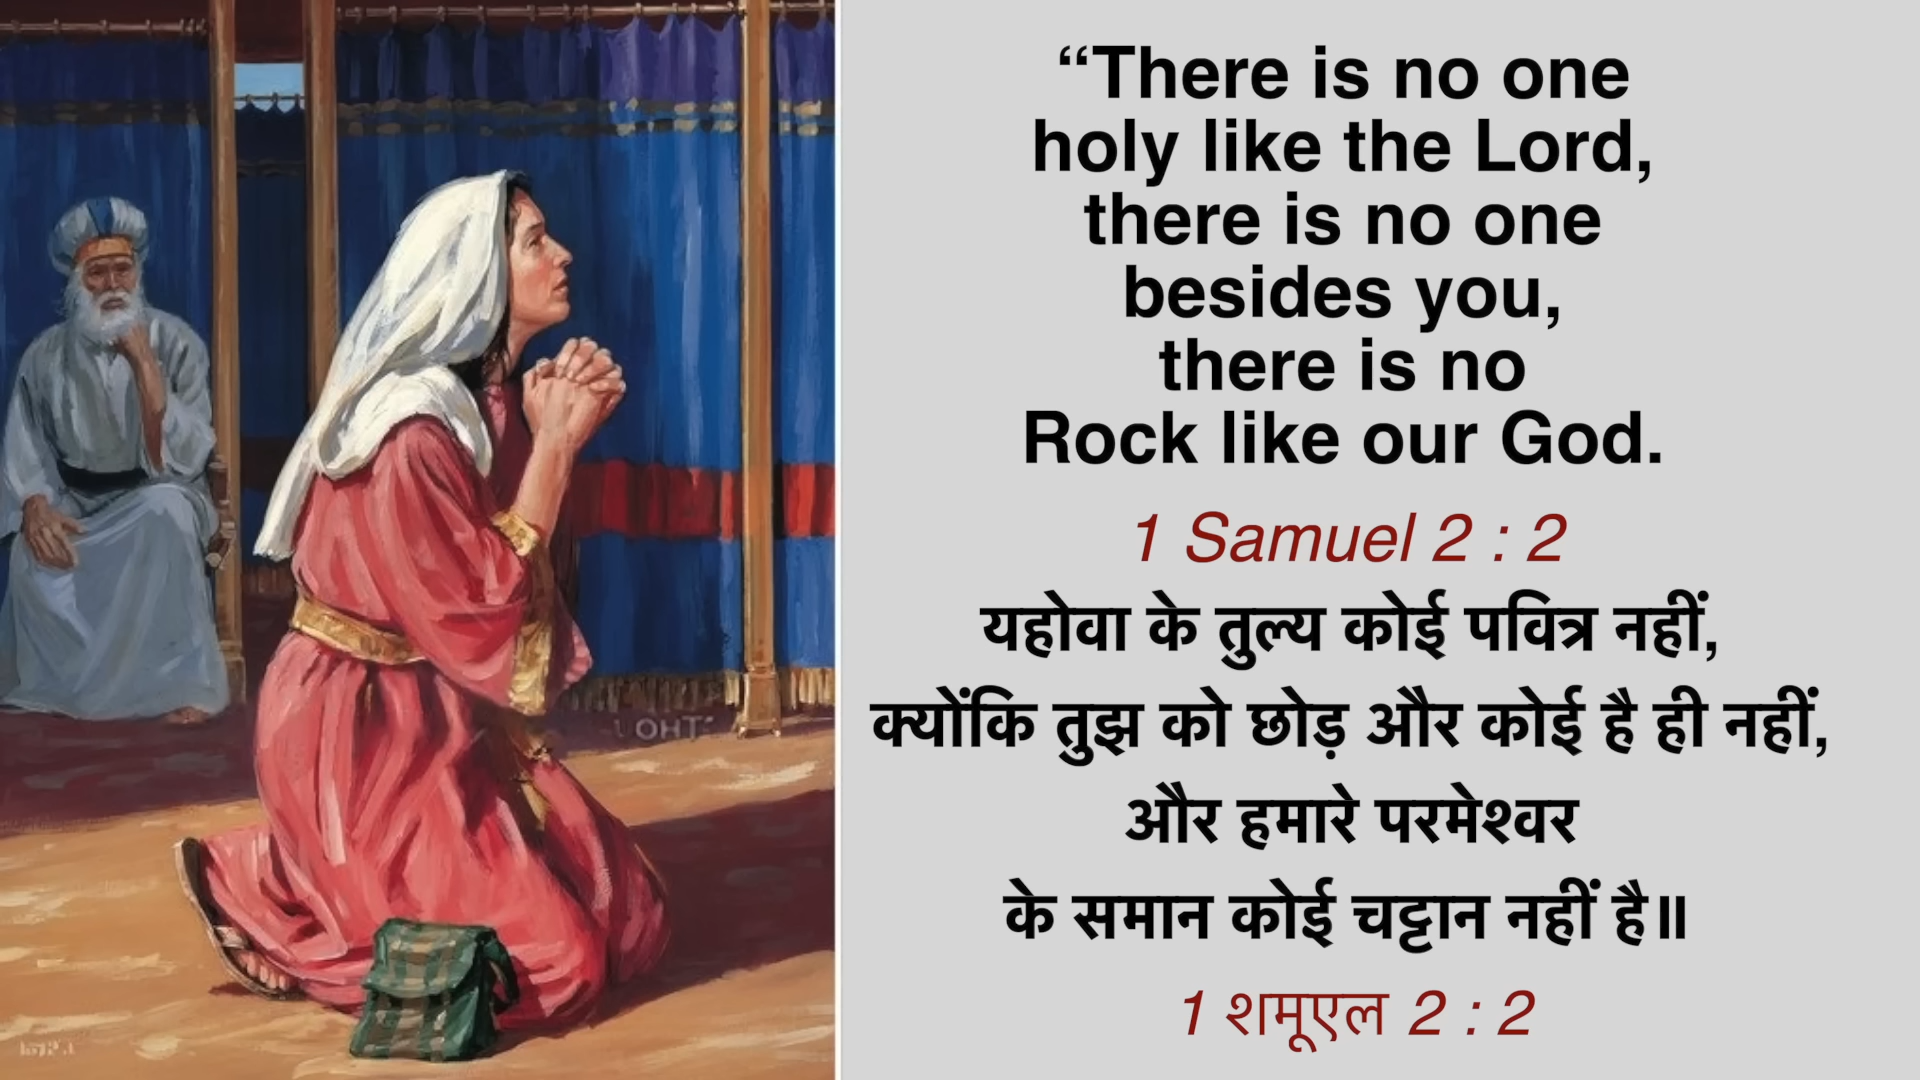 “There is no one
holy like the Lord,
there is no one
besides you,
there is no
Rock like our God.
1 Samuel 2 : 2
यहोवा के तुल्य कोई पवित्र नहीं,
क्योंकि तुझ को छोड़ और कोई है ही नहीं,
और हमारे परमेश्वर
के समान कोई चट्टान नहीं है॥
1 शमूएल 2 : 2